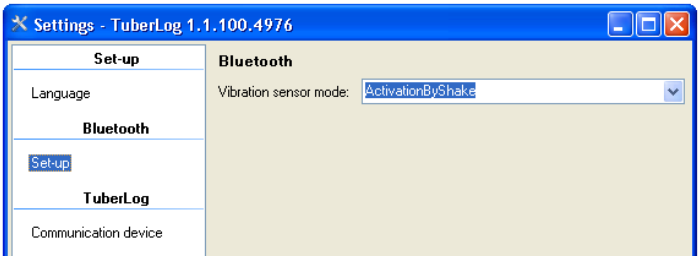 Settings - TuberLog 1.1.100.4976
Set-up
Language
Bluetooth
Set-up
TuberLog
Communication device
Bluetooth
Vibration sensor mode: ActivationByShake